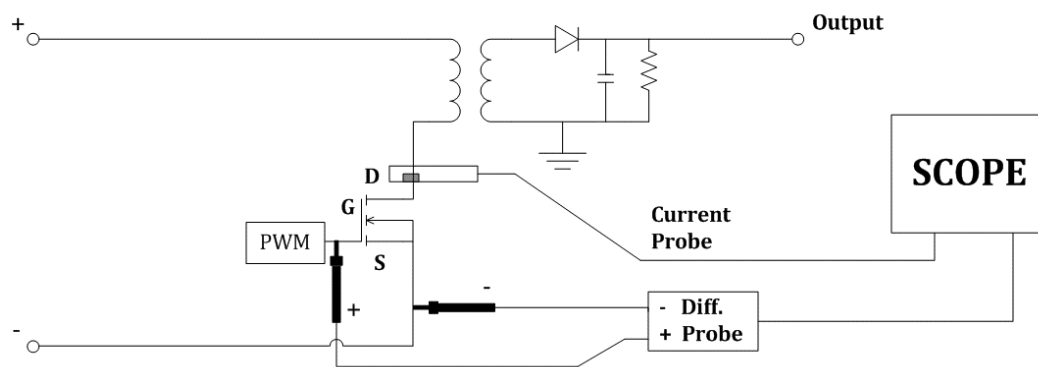 +
Output
SCOPE
D
G
Current
Probe
PWM
S
+
-
- Diff.
+ Probe
-